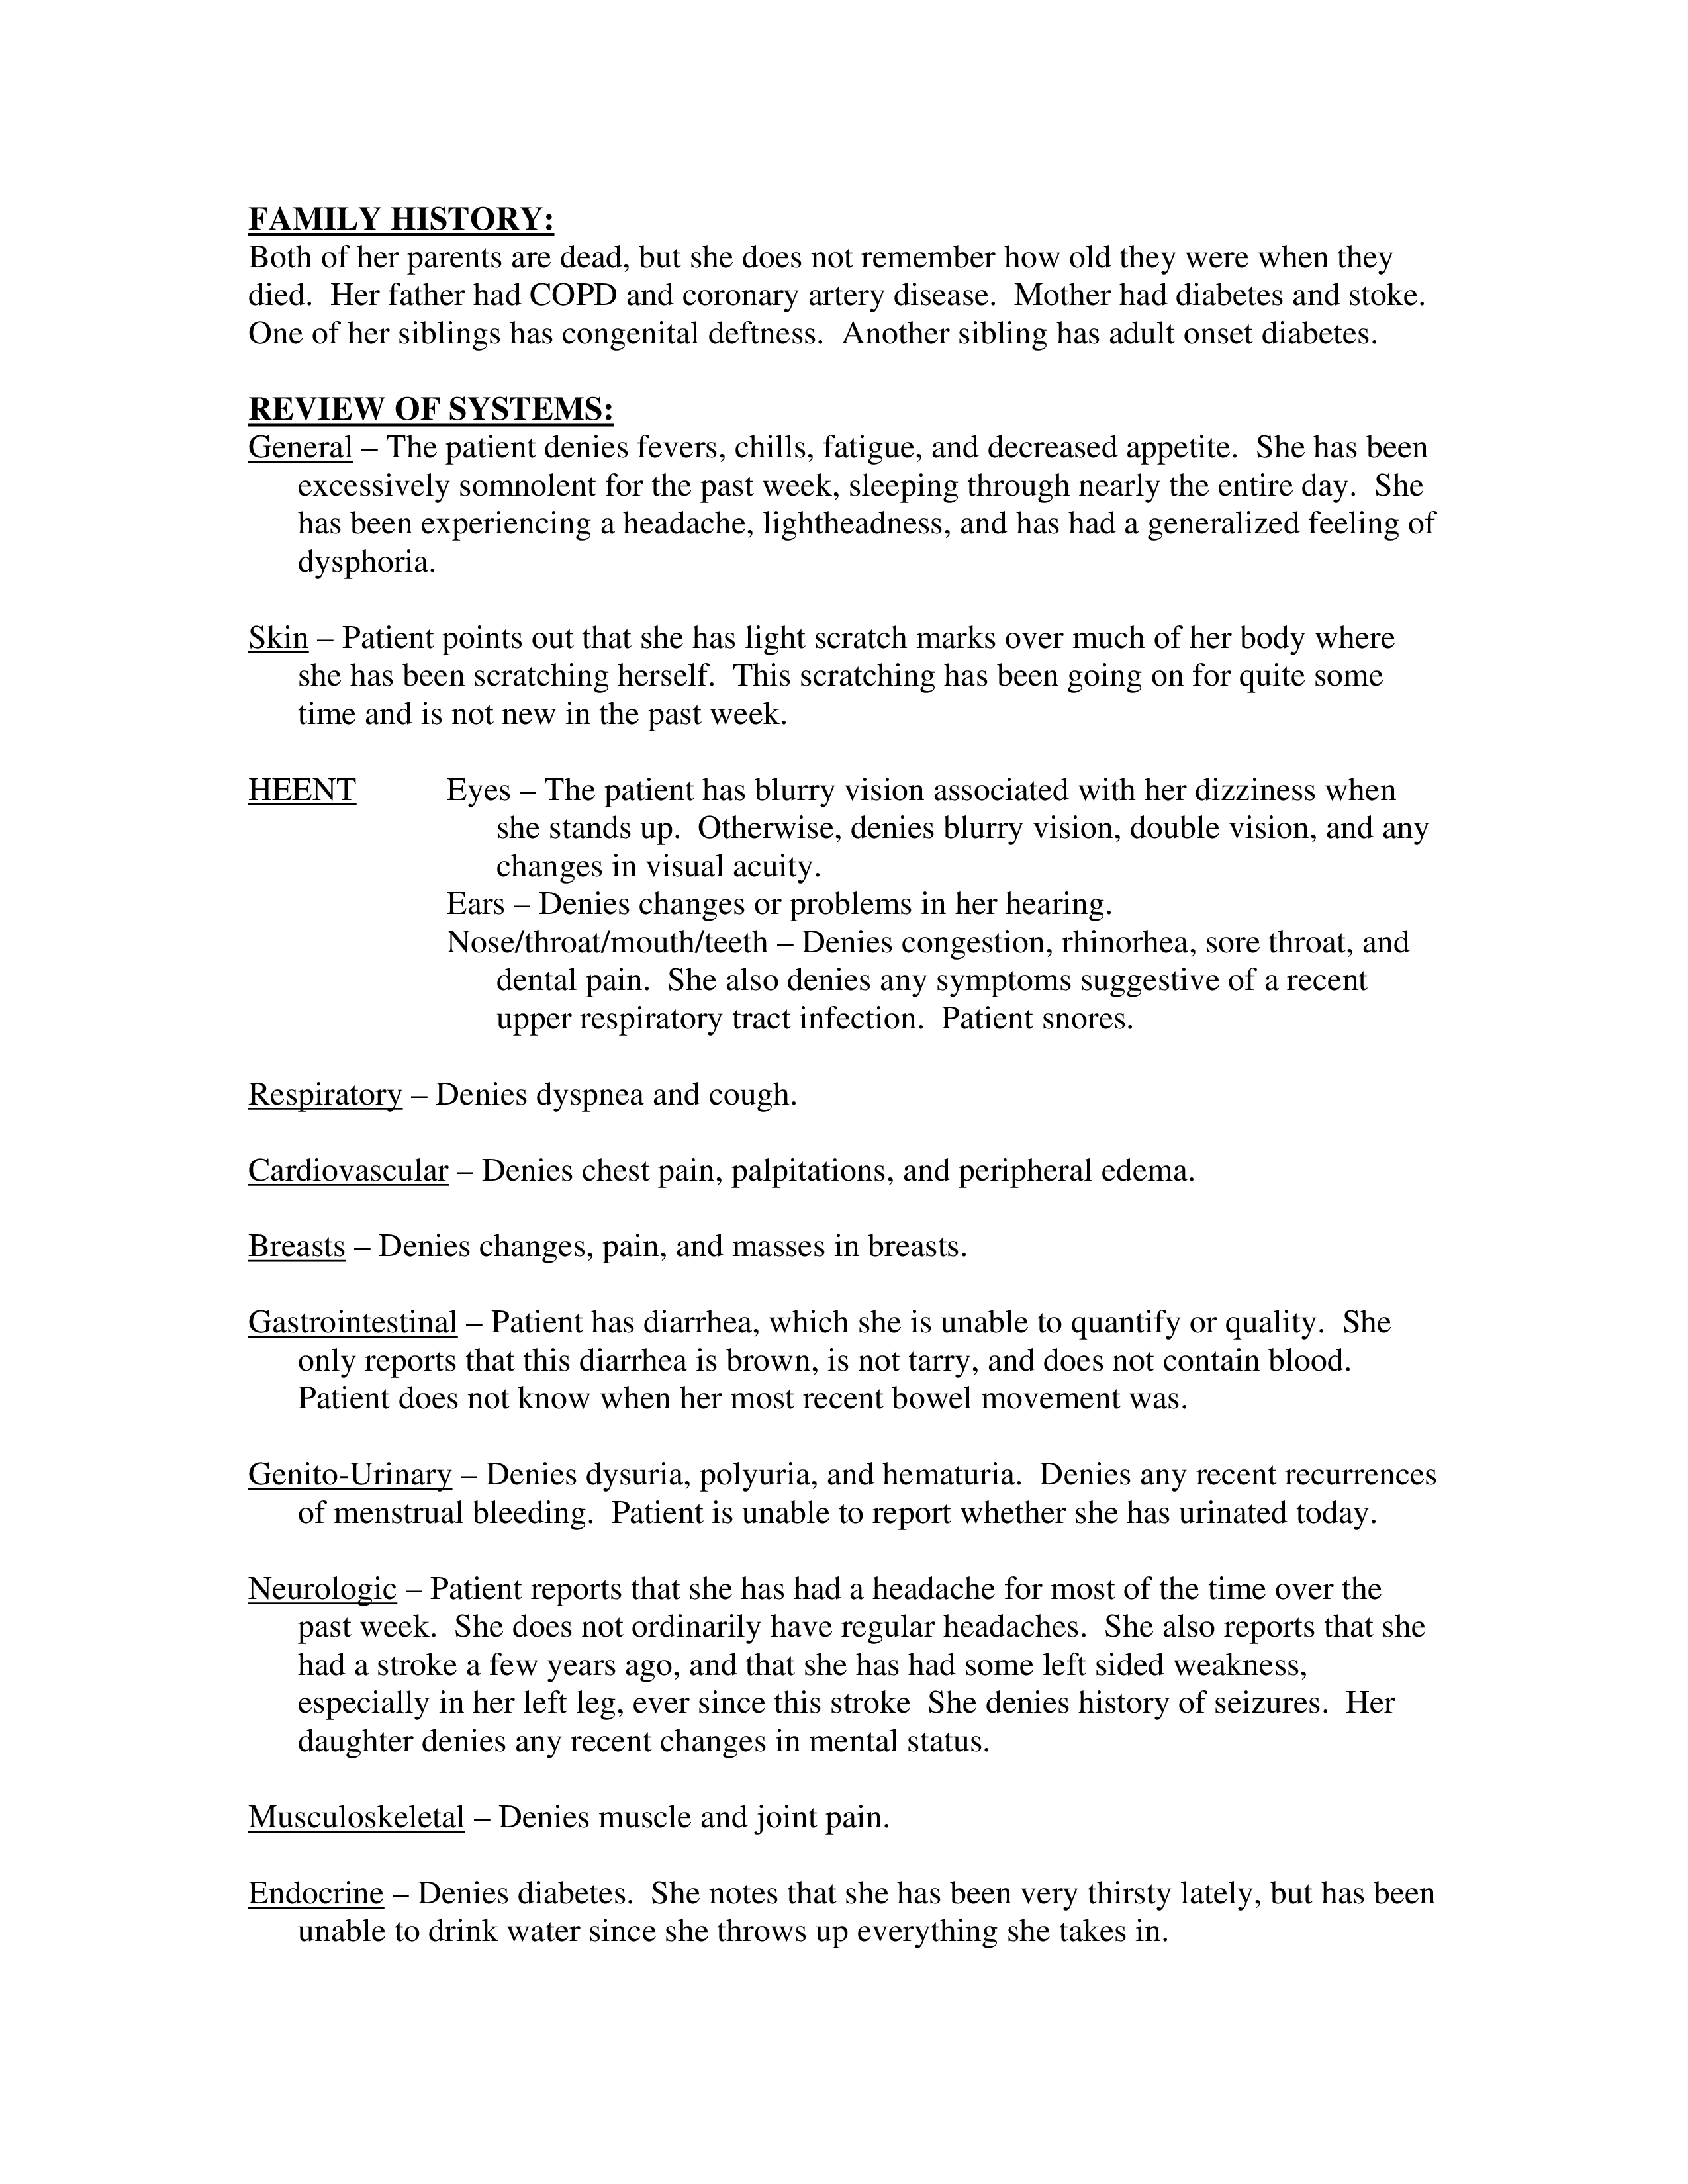 FAMILY HISTORY:
Both of her parents are dead, but she does not remember how old they were when they
died.  Her father had COPD and coronary artery disease.  Mother had diabetes and stoke.
One of her siblings has congenital deftness.  Another sibling has adult onset diabetes.
REVIEW OF SYSTEMS:
General – The patient denies fevers, chills, fatigue, and decreased appetite.  She has been
excessively somnolent for the past week, sleeping through nearly the entire day.  She
has been experiencing a headache, lightheadness, and has had a generalized feeling of
dysphoria.
Skin – Patient points out that she has light scratch marks over much of her body where
she has been scratching herself.  This scratching has been going on for quite some
time and is not new in the past week.
HEENT Eyes – The patient has blurry vision associated with her dizziness when
she stands up.  Otherwise, denies blurry vision, double vision, and any
changes in visual acuity.
Ears – Denies changes or problems in her hearing.
Nose/throat/mouth/teeth – Denies congestion, rhinorhea, sore throat, and
dental pain.  She also denies any symptoms suggestive of a recent
upper respiratory tract infection.  Patient snores.
Respiratory – Denies dyspnea and cough.
Cardiovascular – Denies chest pain, palpitations, and peripheral edema.
Breasts – Denies changes, pain, and masses in breasts.
Gastrointestinal – Patient has diarrhea, which she is unable to quantify or quality.  She
only reports that this diarrhea is brown, is not tarry, and does not contain blood.
Patient does not know when her most recent bowel movement was.
Genito-Urinary – Denies dysuria, polyuria, and hematuria.  Denies any recent recurrences
of menstrual bleeding.  Patient is unable to report whether she has urinated today.
Neurologic – Patient reports that she has had a headache for most of the time over the
past week.  She does not ordinarily have regular headaches.  She also reports that she
had a stroke a few years ago, and that she has had some left sided weakness,
especially in her left leg, ever since this stroke  She denies history of seizures.  Her
daughter denies any recent changes in mental status.
Musculoskeletal – Denies muscle and joint pain.
Endocrine – Denies diabetes.  She notes that she has been very thirsty lately, but has been
unable to drink water since she throws up everything she takes in.